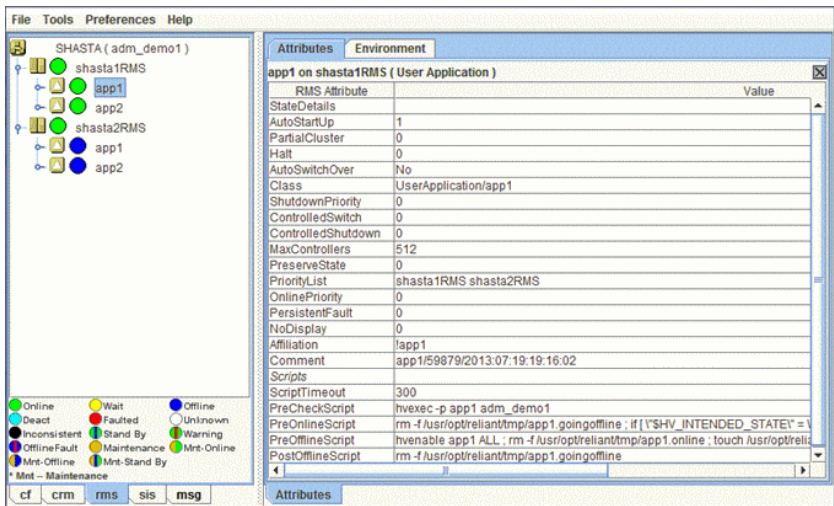 File Tools Preferences Help
SHASTA ( adm_demo1 )
shasta1RMS
app1
app2
shasta2RMS
app1
app2
Online Wait Offline
Deact Faulted Unknown
Inconsistent Stand By Warning
OfflineFault Maintenance Mnt-Online
Mnt-Offline Mnt-Stand By
* Mnt -- Maintenance
cf crm rms sis msg
Attributes Environment
app1 on shasta1RMS ( User Application )
RMS Attribute Value
StateDetails
AutoStartUp 1
PartialCluster 0
Halt 0
AutoSwitchOver No
Class UserApplication/app1
ShutdownPriority 0
ControlledSwitch 0
ControlledShutdown 0
MaxControllers 512
PreserveState 0
PriorityList shasta1RMS shasta2RMS
OnlinePriority 0
PersistentFault 0
NoDisplay 0
Affiliation !app1
Comment app1/59879/2013:07:19:19:16:02
Scripts
ScriptTimeout 300
PreCheckScript hvexec -p app1 adm_demo1
PreOnlineScript rm -f /usr/opt/reliant/tmp/app1.goingoffline ; if [ \"$HV_INTENDED_STATE\" = \
PreOfflineScript hvenable app1 ALL ; rm -f /usr/opt/reliant/tmp/app1.online ; touch /usr/opt/relia
PostOfflineScript rm -f /usr/opt/reliant/tmp/app1.goingoffline
Attributes